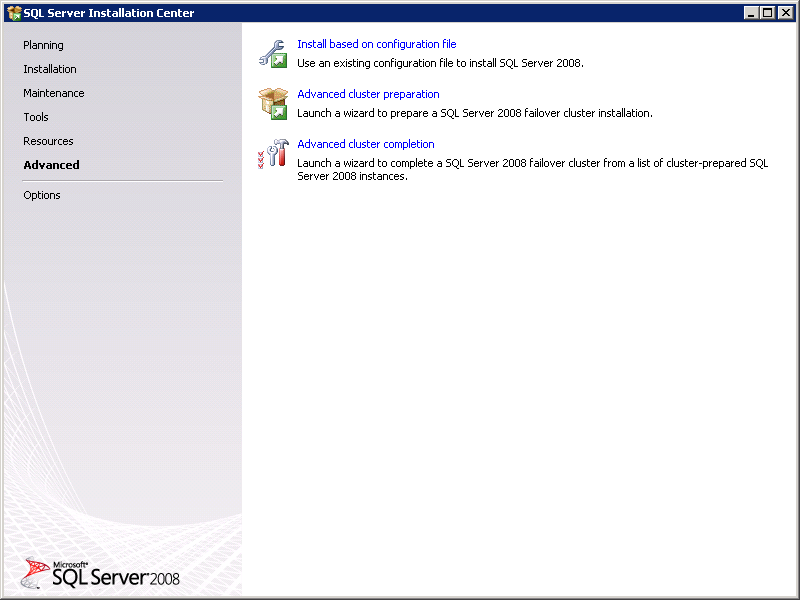 SQL Server Installation Center
Planning
Installation
Maintenance
Tools
Resources
Advanced
Options
Install based on configuration file
Use an existing configuration file to install SQL Server 2008.
Advanced cluster preparation
Launch a wizard to prepare a SQL Server 2008 failover cluster installation.
Advanced cluster completion
Launch a wizard to complete a SQL Server 2008 failover cluster from a list of cluster-prepared SQL
Server 2008 instances.
Microsoft®
SQL Server 2008